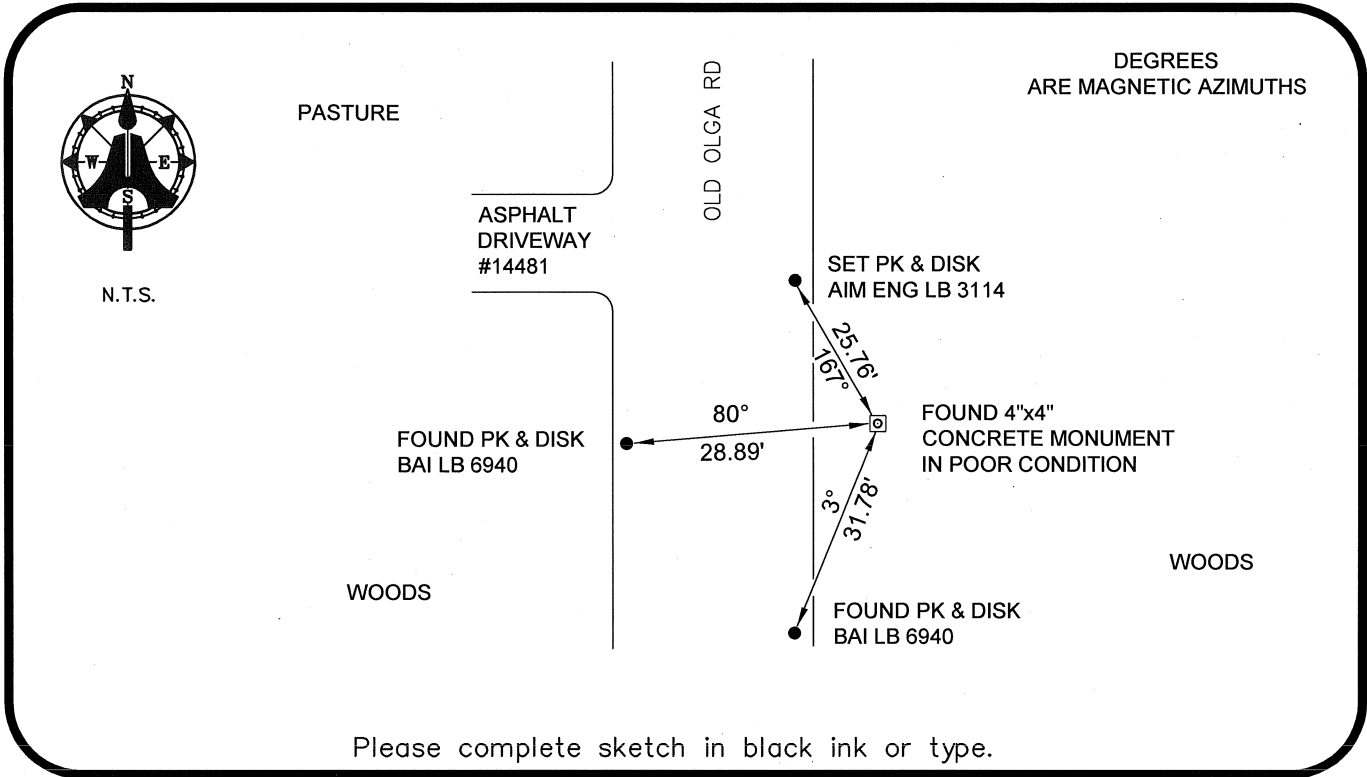 DEGREES
ARE MAGNETIC AZIMUTHS
N
W
E
S
N.T.S.
PASTURE
OLD OLGA RD
ASPHALT
DRIVEWAY
#14481
SET PK & DISK
AIM ENG LB 3114
25.76'
167°
FOUND PK & DISK
BAI LB 6940
80°
28.89'
FOUND 4"x4"
CONCRETE MONUMENT
IN POOR CONDITION
3°
31.78'
WOODS
WOODS
FOUND PK & DISK
BAI LB 6940
Please complete sketch in black ink or type.